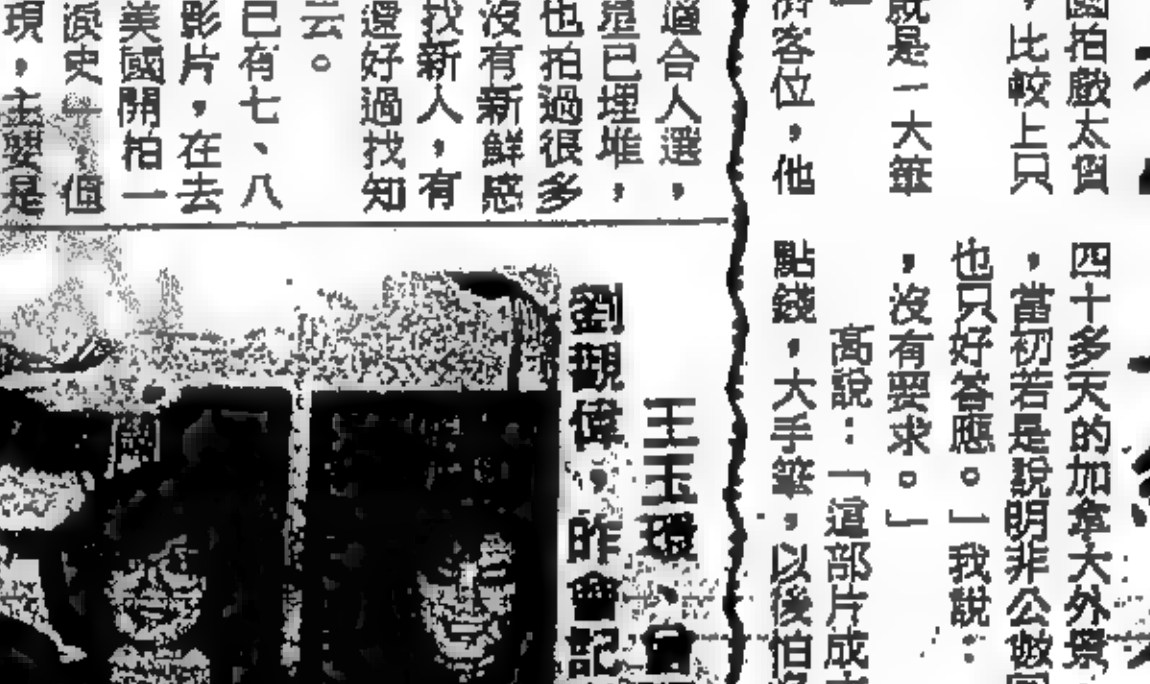 國拍戲太貴
，比較上只
就是一大筆
濟客位，他
四十多天的加拿大外景
，當初若是說明非公數
也只好答應。」我說：
，沒有要求。」
高說：「這部片成
點錢，大手筆，以後怕
適合人選，
是已埋堆，
也拍過很多
沒有新鮮感
找新人，有
還好過找知
云。
已有七、八
影片，在去
美國開拍一
淚史」，但
現，主要是
王玉環、曾
劉觀偉，昨會記